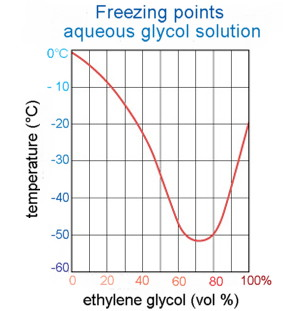 Freezing points
aqueous glycol solution
0°C
- 10
-20
-30
-40
-50
-60
temperature (°C)
0 20 40 60 80 100%
ethylene glycol (vol %)